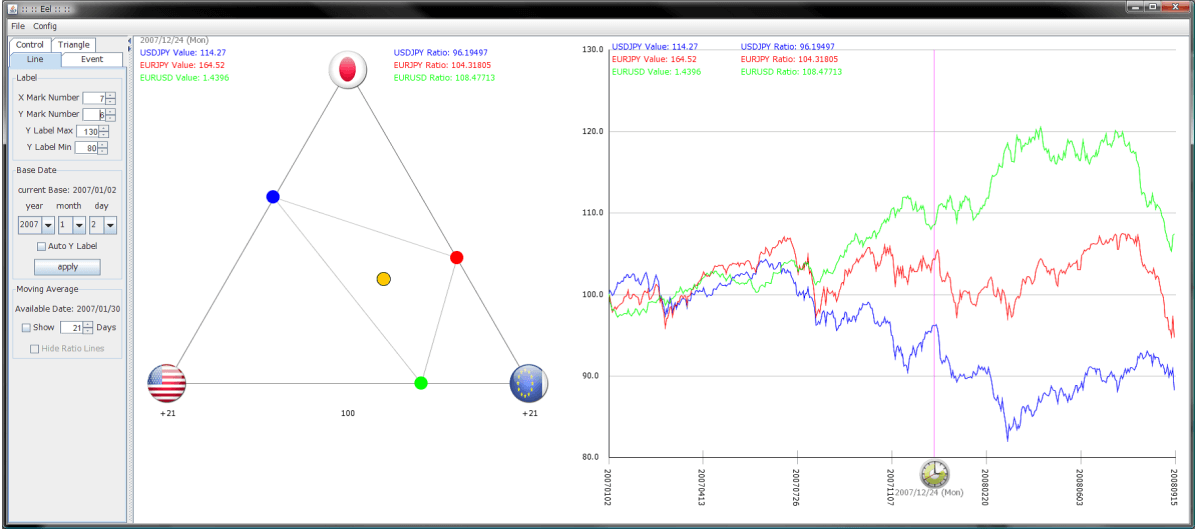 ::: Eel :::
File Config
Control Triangle
Line Event
Label
X Mark Number 7
Y Mark Number 6
Y Label Max 130
Y Label Min 80
Base Date
current Base: 2007/01/02
year month day
2007 1 2
Auto Y Label
apply
Moving Average
Available Date: 2007/01/30
Show 21 Days
Hide Ratio Lines
2007/12/24 (Mon)
USDJPY Value: 114.27 USDJPY Ratio: 96.19497
EURJPY Value: 164.52 EURJPY Ratio: 104.31805
EURUSD Value: 1.4396 EURUSD Ratio: 108.47713
+21 100 +21
USDJPY Value: 114.27 USDJPY Ratio: 96.19497
EURJPY Value: 164.52 EURJPY Ratio: 104.31805
EURUSD Value: 1.4396 EURUSD Ratio: 108.47713
130.0
120.0
110.0
100.0
90.0
80.0
20070102 20070413 20070726 20071107 20080220 20080603 20080915
2007/12/24 (Mon)